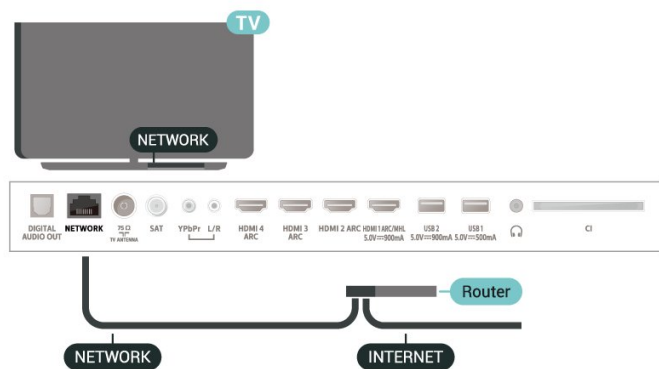 TV
NETWORK
DIGITAL
AUDIO OUT
NETWORK
75 Ω
TV ANTENNA
SAT
YPbPr
L/R
HDMI 4
ARC
HDMI 3
ARC
HDMI 2 ARC
HDMI 1 ARC/MHL
5.0V⎓900mA
USB 2
5.0V⎓900mA
USB 1
5.0V⎓500mA
CI
Router
NETWORK
INTERNET